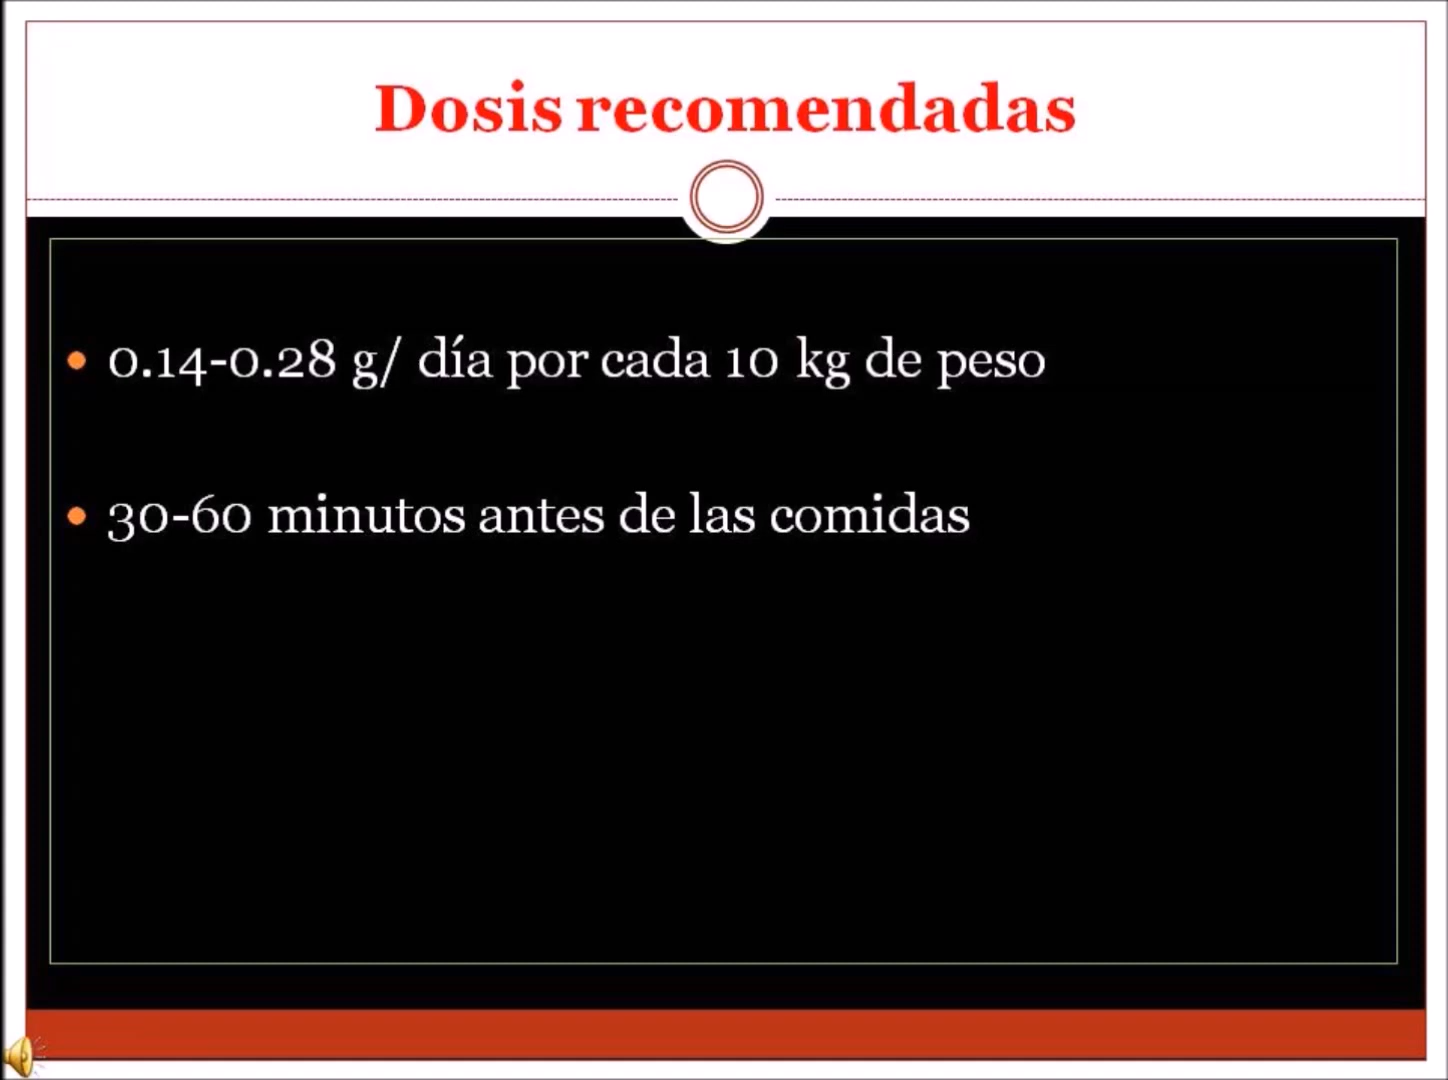 Dosis recomendadas
0.14-0.28 g/ día por cada 10 kg de peso
30-60 minutos antes de las comidas